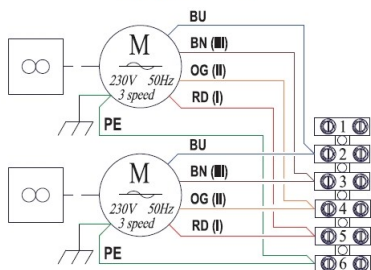 BU
M
BN (III)
230V 50Hz
OG (II)
3 speed
RD (I)
PE
1
BU
2
M
BN (III)
3
230V 50Hz
OG (II)
4
3 speed
RD (I)
5
PE
6